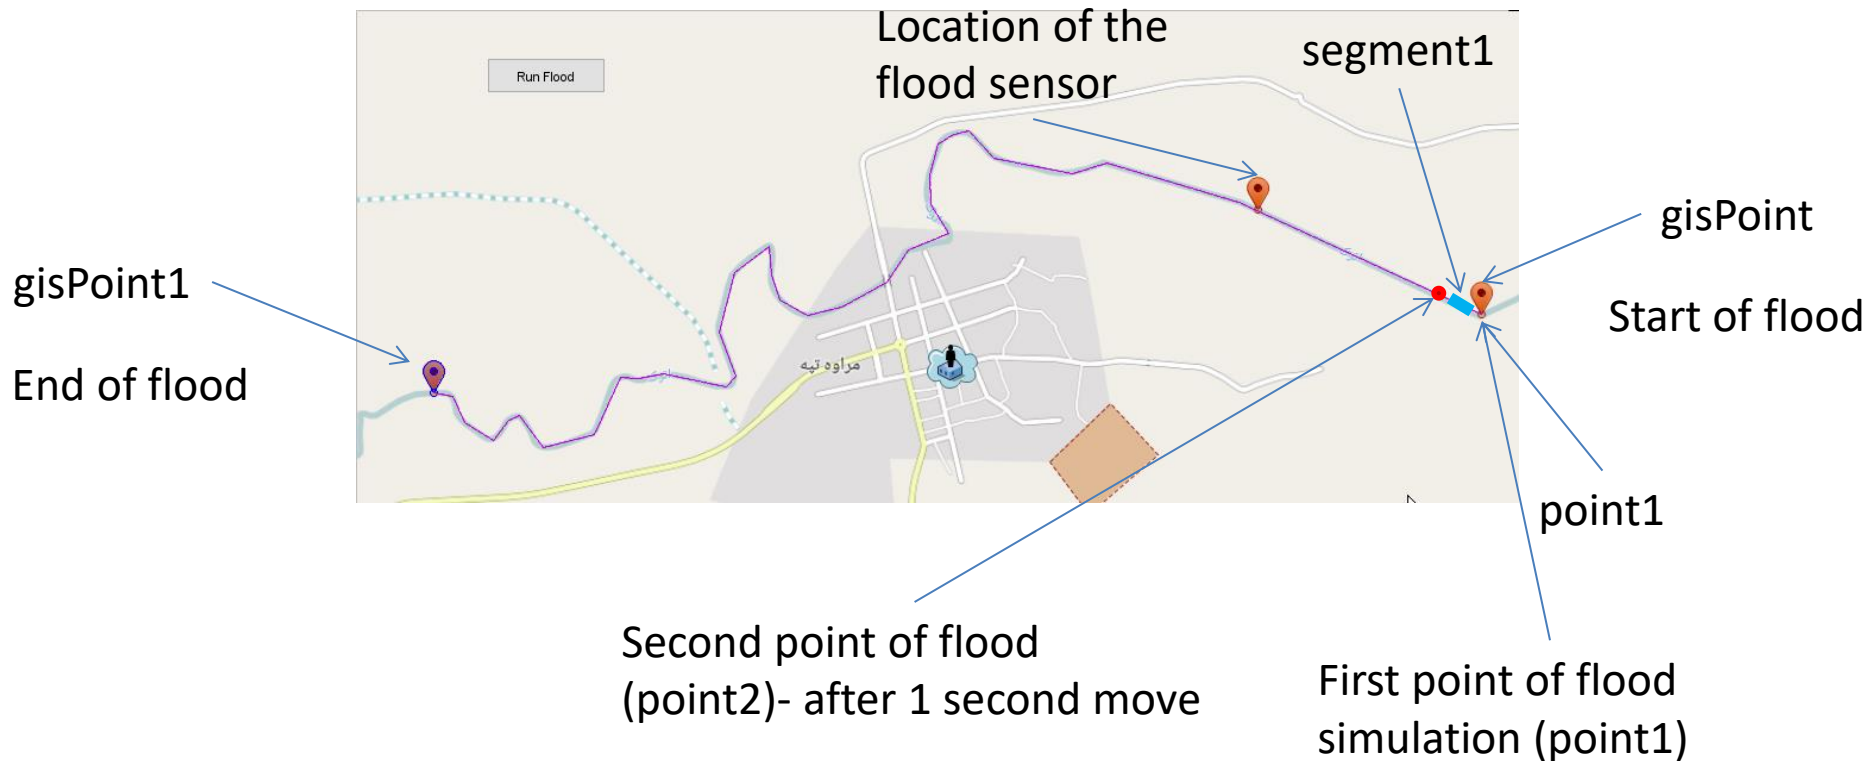 Location of the
flood sensor
segment1
Run Flood
gisPoint
Start of flood
gisPoint1
End of flood
مراوه تپه
point1
Second point of flood
(point2)- after 1 second move
First point of flood
simulation (point1)